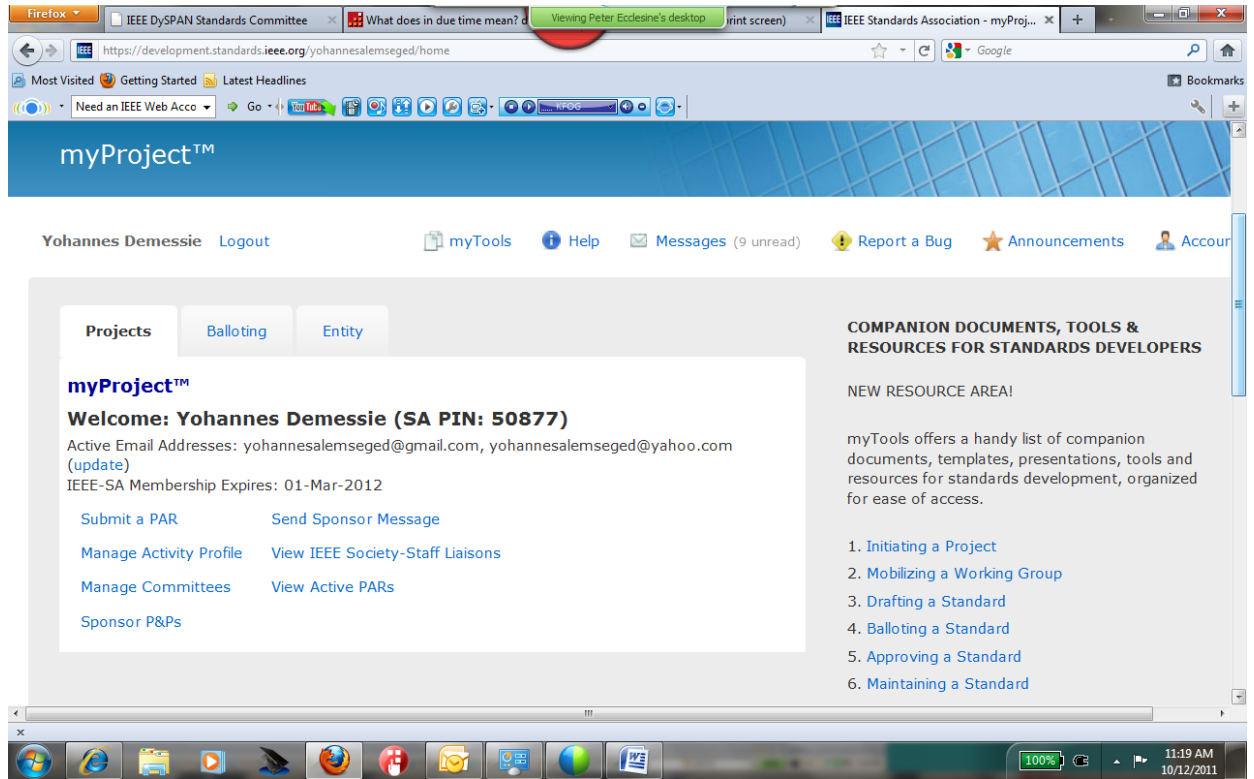 Firefox
IEEE DySPAN Standards Committee
What does in due time mean? d
Viewing Peter Ecclesine's desktop
rint screen)
IEEE Standards Association - myProj...
https://development.standards.ieee.org/yohannesalemseged/home
Google
Most Visited Getting Started Latest Headlines
Bookmarks
Need an IEEE Web Acco Go YouTube KFOG
myProject™
Yohannes Demessie Logout myTools Help Messages (9 unread) Report a Bug Announcements Accour
Projects Balloting Entity
myProject™
Welcome: Yohannes Demessie (SA PIN: 50877)
Active Email Addresses: yohannesalemseged@gmail.com, yohannesalemseged@yahoo.com
(update)
IEEE-SA Membership Expires: 01-Mar-2012
Submit a PAR Send Sponsor Message
Manage Activity Profile View IEEE Society-Staff Liaisons
Manage Committees View Active PARs
Sponsor P&Ps
COMPANION DOCUMENTS, TOOLS &
RESOURCES FOR STANDARDS DEVELOPERS
NEW RESOURCE AREA!
myTools offers a handy list of companion
documents, templates, presentations, tools and
resources for standards development, organized
for ease of access.
1. Initiating a Project
2. Mobilizing a Working Group
3. Drafting a Standard
4. Balloting a Standard
5. Approving a Standard
6. Maintaining a Standard
100%
11:19 AM
10/12/2011